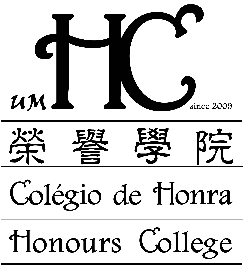 UM HC since 2009
榮譽學院
Colégio de Honra
Honours College